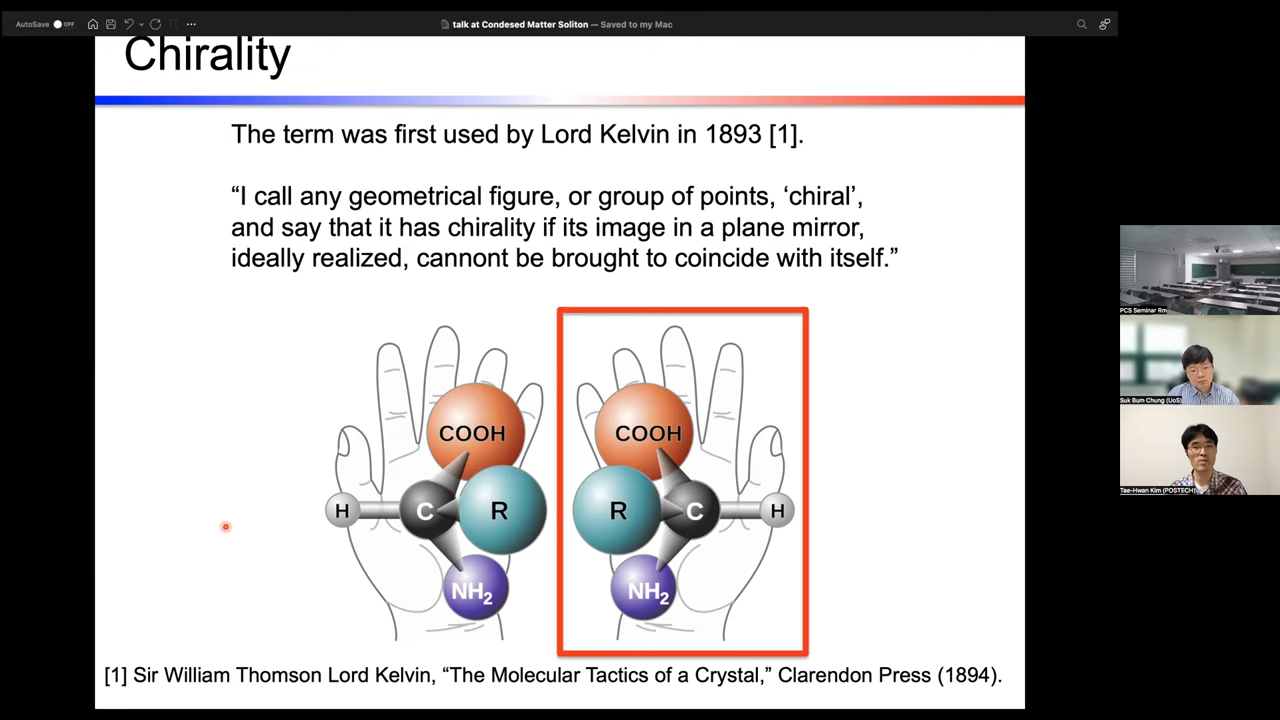 AutoSave OFF
talk at Condesed Matter Soliton — Saved to my Mac
Chirality
The term was first used by Lord Kelvin in 1893 [1].
“I call any geometrical figure, or group of points, ‘chiral’,
and say that it has chirality if its image in a plane mirror,
ideally realized, cannont be brought to coincide with itself.”
COOH
H
C
R
NH2
COOH
R
C
H
NH2
[1] Sir William Thomson Lord Kelvin, “The Molecular Tactics of a Crystal,” Clarendon Press (1894).
PCS Seminar Rm
Suk Bum Chung (UoS)
Tae-Hwan Kim (POSTECH)